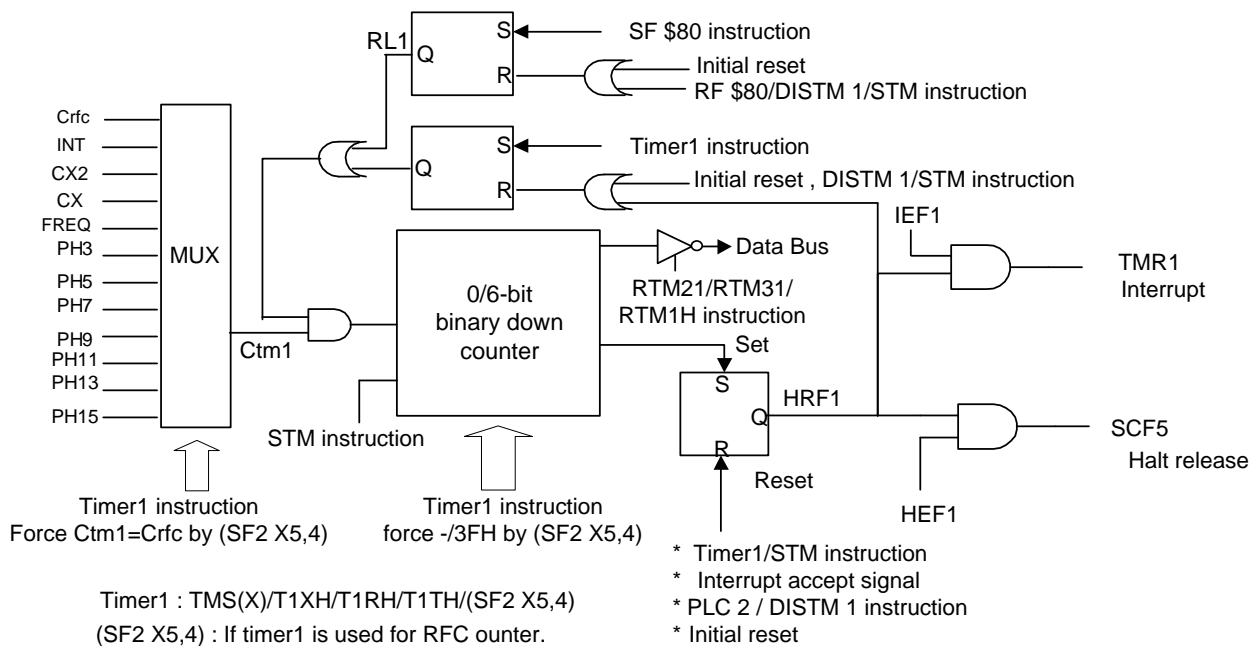 SF $80 instruction
S
RL1
Q
Initial reset
R
RF $80/DISTM 1/STM instruction
Crfc
INT
CX2
CX
FREQ
PH3
PH5
PH7
PH9
PH11
PH13
PH15
MUX
S
Timer1 instruction
Q
R
Initial reset , DISTM 1/STM instruction
IEF1
Data Bus
TMR1
Interrupt
RTM21/RTM31/
RTM1H instruction
0/6-bit
binary down
counter
Ctm1
Set
S
Q
R
HRF1
SCF5
Halt release
STM instruction
Reset
HEF1
Timer1 instruction
Force Ctm1=Crfc by (SF2 X5,4)
Timer1 instruction
force -/3FH by (SF2 X5,4)
* Timer1/STM instruction
* Interrupt accept signal
* PLC 2 / DISTM 1 instruction
* Initial reset
Timer1 : TMS(X)/T1XH/T1RH/T1TH/(SF2 X5,4)
(SF2 X5,4) : If timer1 is used for RFC ounter.